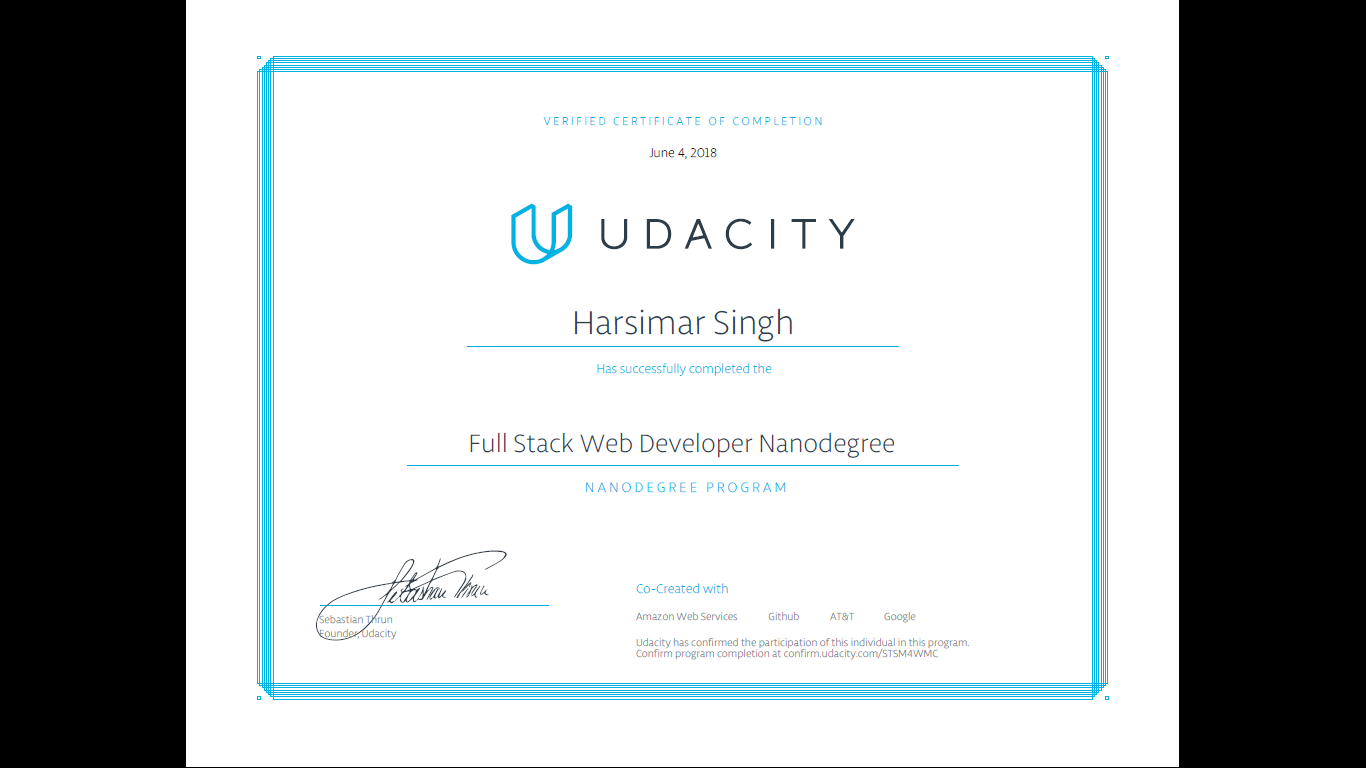 VERIFIED CERTIFICATE OF COMPLETION
June 4, 2018
UDACITY
Harsimar Singh
Has successfully completed the
Full Stack Web Developer Nanodegree
NANODEGREE PROGRAM
Sebastian Thrun
Sebastian Thrun
Founder, Udacity
Co-Created with
Amazon Web Services Github AT&T Google
Udacity has confirmed the participation of this individual in this program.
Confirm program completion at confirm.udacity.com/STSM4WMC